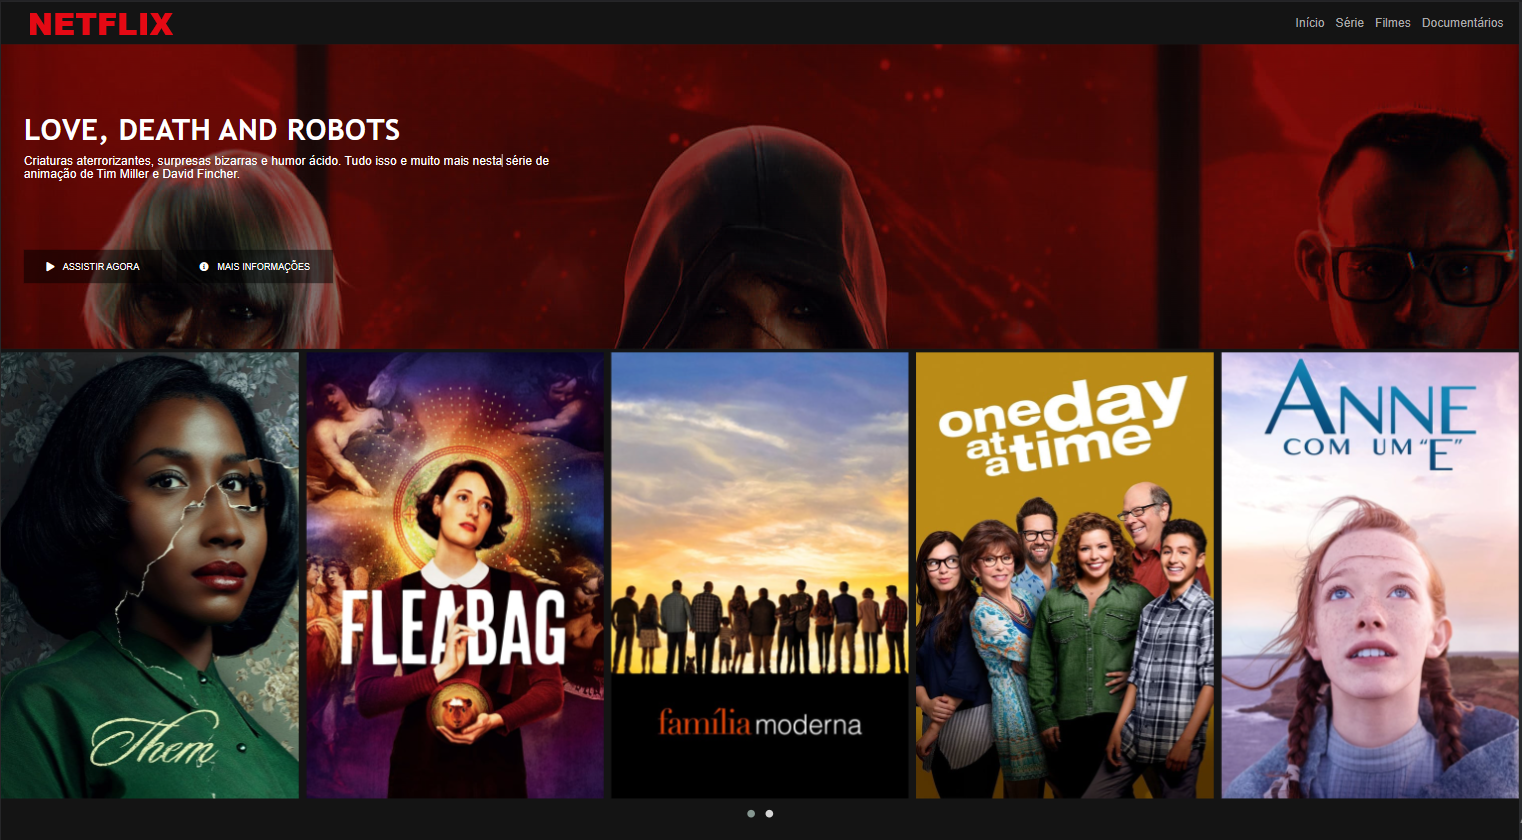 NETFLIX
Início Série Filmes Documentários
LOVE, DEATH AND ROBOTS
Criaturas aterrorizantes, surpresas bizarras e humor ácido. Tudo isso e muito mais nesta série de
animação de Tim Miller e David Fincher.
ASSISTIR AGORA
MAIS INFORMAÇÕES
Them
FLEABAG
família moderna
one day
at
a time
ANNE
COM UM "E"